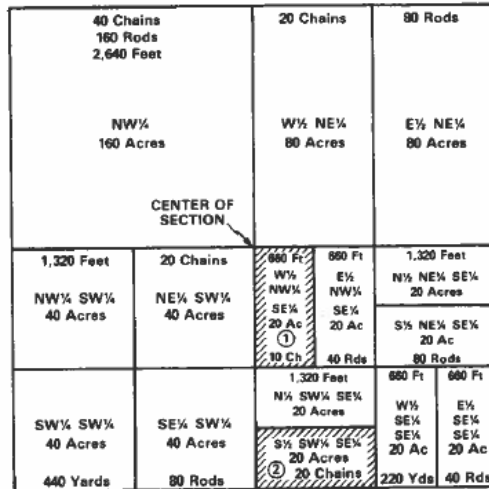 40 Chains
160 Rods
2,640 Feet
NW¼
160 Acres
20 Chains
W½ NE¼
80 Acres
80 Rods
E½ NE¼
80 Acres
CENTER OF
SECTION
1,320 Feet
NW¼ SW¼
40 Acres
20 Chains
NE¼ SW¼
40 Acres
660 Ft
W½
NW¼
SE¼
20 Ac
①
10 Ch
660 Ft
E½
NW¼
SE¼
20 Ac
40 Rds
1,320 Feet
N½ NE¼ SE¼
20 Acres
S½ NE¼ SE¼
20 Ac
80 Rods
SW¼ SW¼
40 Acres
440 Yards
SE¼ SW¼
40 Acres
80 Rods
1,320 Feet
N½ SW¼ SE¼
20 Acres
S½ SW¼ SE¼
20 Acres
② 20 Chains
660 Ft
W½
SE¼
SE¼
20 Ac
220 Yds
660 Ft
E½
SE¼
SE¼
20 Ac
40 Rds